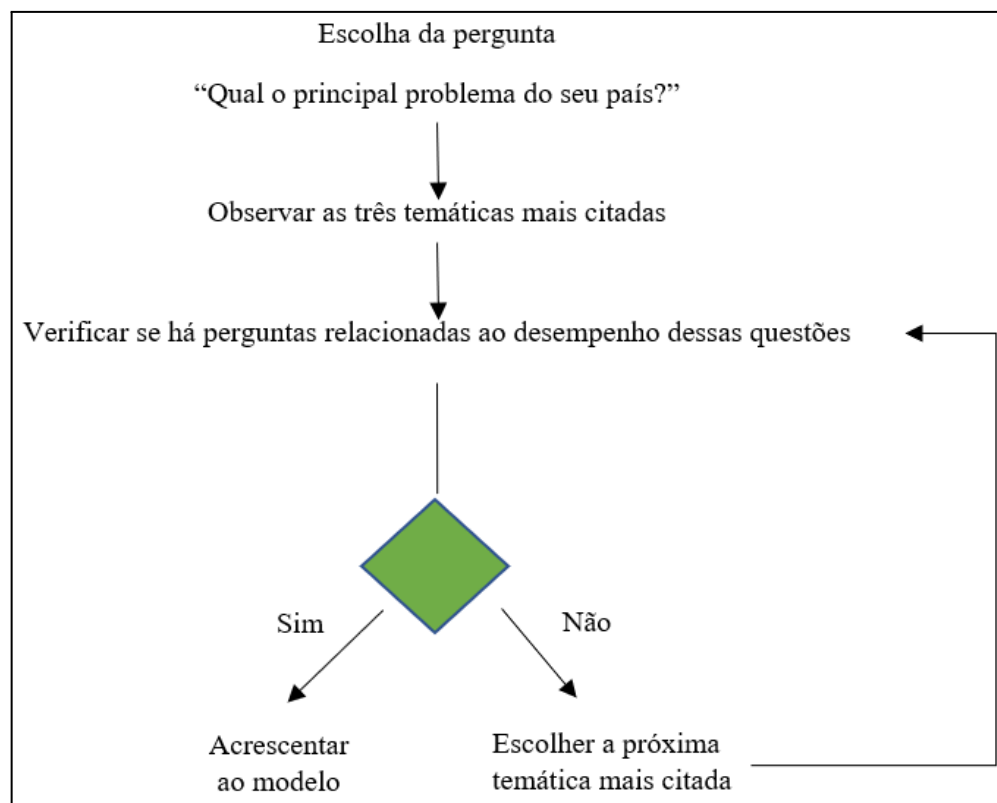 Escolha da pergunta
“Qual o principal problema do seu país?”
Observar as três temáticas mais citadas
Verificar se há perguntas relacionadas ao desempenho dessas questões
Sim
Não
Acrescentar
ao modelo
Escolher a próxima
temática mais citada